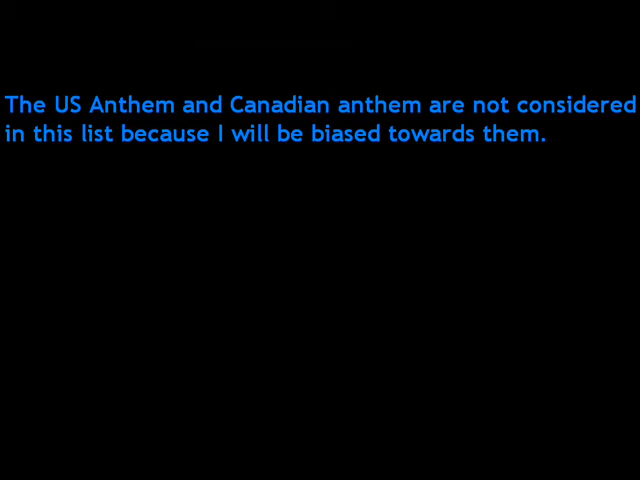 The US Anthem and Canadian anthem are not considered
in this list because I will be biased towards them.